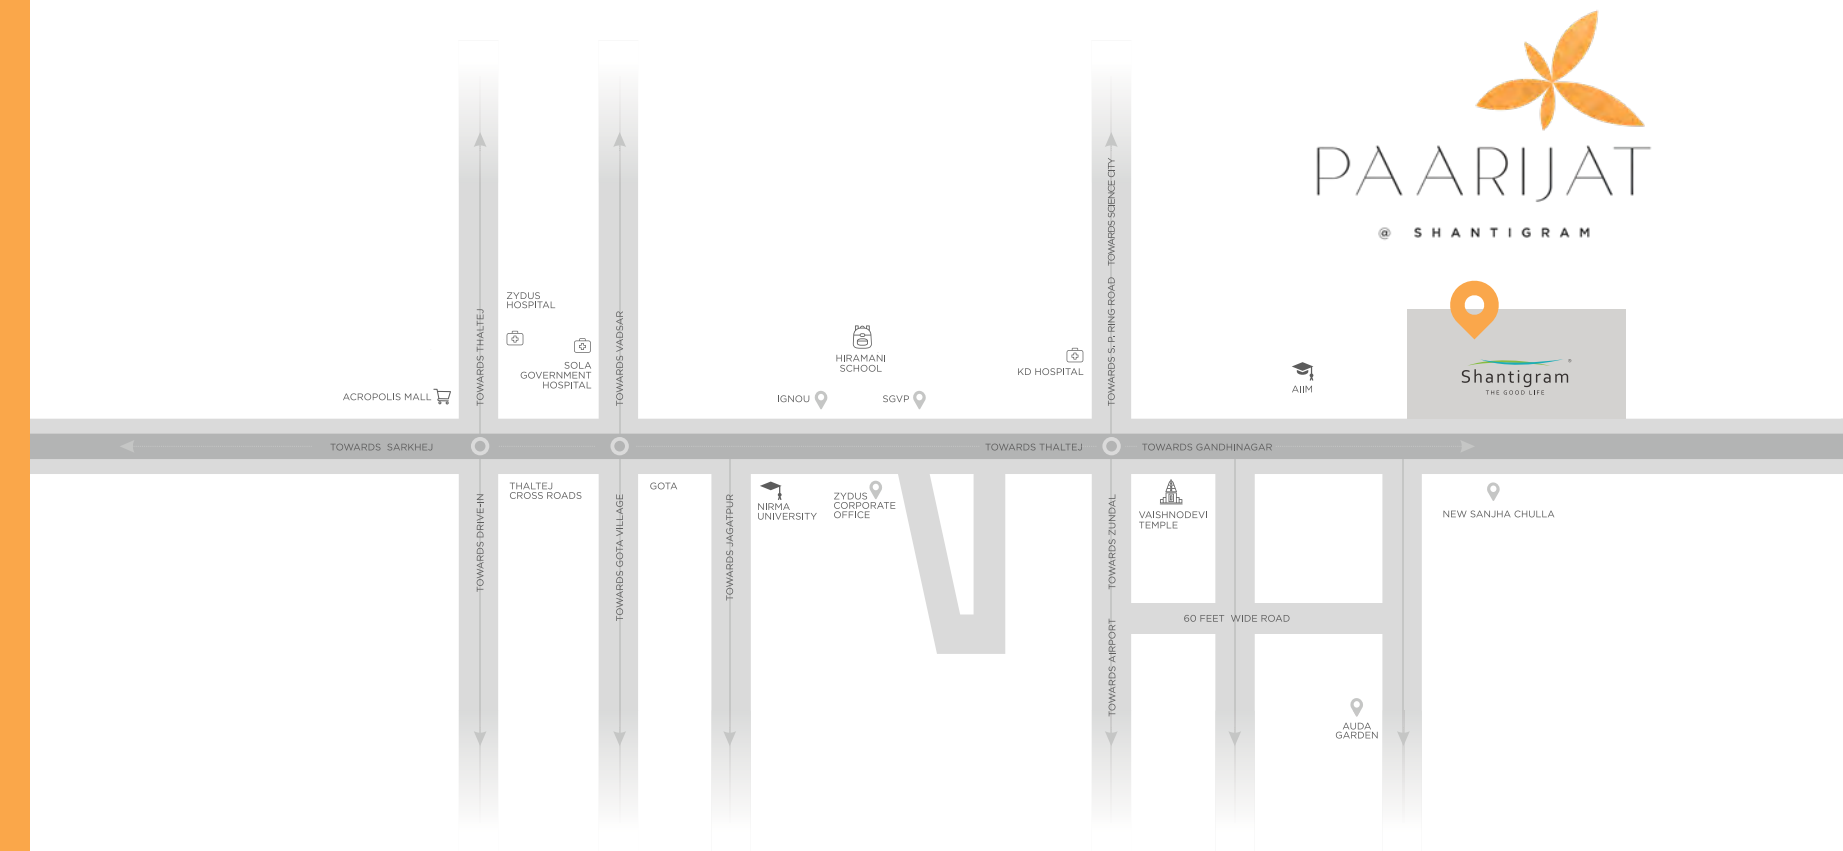 PAARIJAT
@ SHANTIGRAM
TOWARDS THALTEJ
ZYDUS
HOSPITAL
SOLA
GOVERNMENT
HOSPITAL
TOWARDS VADSAR
HIRAMANI
SCHOOL
KD HOSPITAL
TOWARDS S. P. RING ROAD TOWARDS SCIENCE CITY
AIIM
Shantigram ®
THE GOOD LIFE
ACROPOLIS MALL
IGNOU
SGVP
TOWARDS SARKHEJ
TOWARDS THALTEJ
TOWARDS GANDHINAGAR
TOWARDS DRIVE-IN
THALTEJ
CROSS ROADS
TOWARDS GOTA VILLAGE
GOTA
TOWARDS JAGATPUR
NIRMA
UNIVERSITY
ZYDUS
CORPORATE
OFFICE
TOWARDS AIRPORT TOWARDS ZUNDAL
VAISHNODEVI
TEMPLE
NEW SANJHA CHULLA
60 FEET WIDE ROAD
AUDA
GARDEN